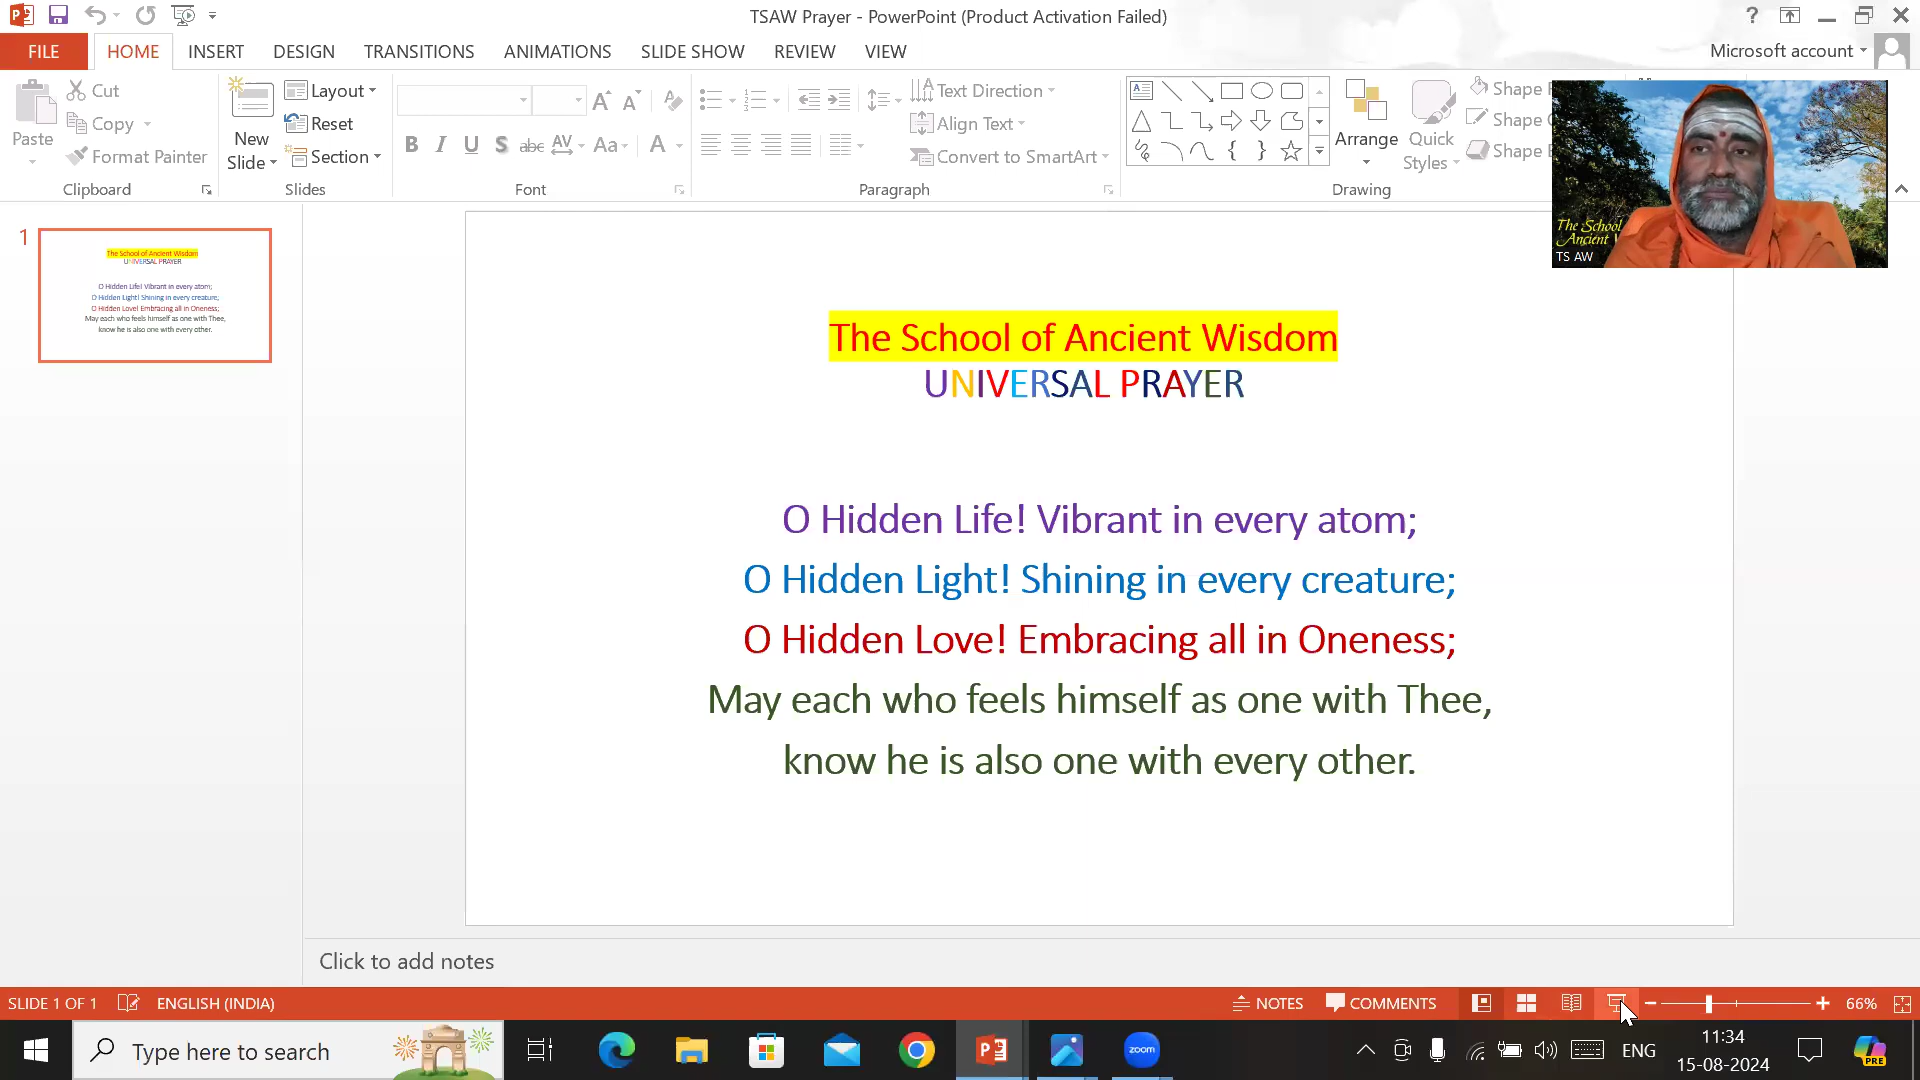 TSAW Prayer - PowerPoint (Product Activation Failed)
FILE HOME INSERT DESIGN TRANSITIONS ANIMATIONS SLIDE SHOW REVIEW VIEW
Microsoft account
Paste
Cut
Copy
Format Painter
Clipboard
New
Slide
Layout
Reset
Section
Slides
Font
Text Direction
Align Text
Convert to SmartArt
Paragraph
Arrange
Quick
Styles
Shape
Shape
Shape
Drawing
The School
Ancient
TS AW
1
The School of Ancient Wisdom
UNIVERSAL PRAYER
O Hidden Life! Vibrant in every atom;
O Hidden Light! Shining in every creature;
O Hidden Love! Embracing all in Oneness;
May each who feels himself as one with Thee,
know he is also one with every other.
The School of Ancient Wisdom
UNIVERSAL PRAYER
O Hidden Life! Vibrant in every atom;
O Hidden Light! Shining in every creature;
O Hidden Love! Embracing all in Oneness;
May each who feels himself as one with Thee,
know he is also one with every other.
Click to add notes
SLIDE 1 OF 1 ENGLISH (INDIA) NOTES COMMENTS 66%
Type here to search
zoom
ENG
11:34
15-08-2024
PRE